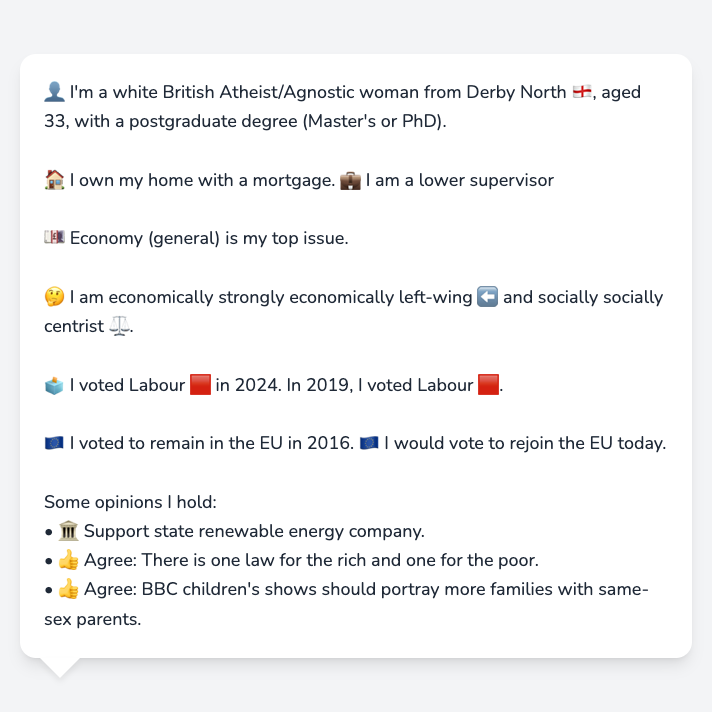 👤 I'm a white British Atheist/Agnostic woman from Derby North 🏴󠁧󠁢󠁥󠁮󠁧󠁿, aged
33, with a postgraduate degree (Master's or PhD).
🏠 I own my home with a mortgage. 💼 I am a lower supervisor
💷 Economy (general) is my top issue.
🤔 I am economically strongly economically left-wing ⬅️ and socially socially
centrist ⚖️.
🗳️ I voted Labour 🟥 in 2024. In 2019, I voted Labour 🟥.
🇪🇺 I voted to remain in the EU in 2016. 🇪🇺 I would vote to rejoin the EU today.
Some opinions I hold:
• 🏛️ Support state renewable energy company.
• 👍 Agree: There is one law for the rich and one for the poor.
• 👍 Agree: BBC children's shows should portray more families with same-
sex parents.